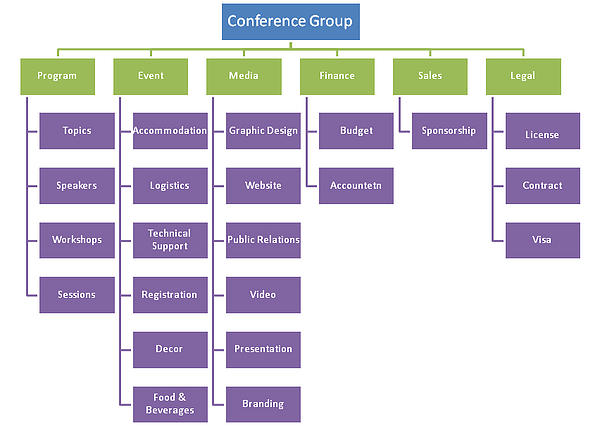 Conference Group
Program
Event
Media
Finance
Sales
Legal
Topics
Accommodation
Graphic Design
Budget
Sponsorship
License
Speakers
Logistics
Website
Accountetn
Contract
Workshops
Technical
Support
Public Relations
Visa
Sessions
Registration
Video
Decor
Presentation
Food &
Beverages
Branding